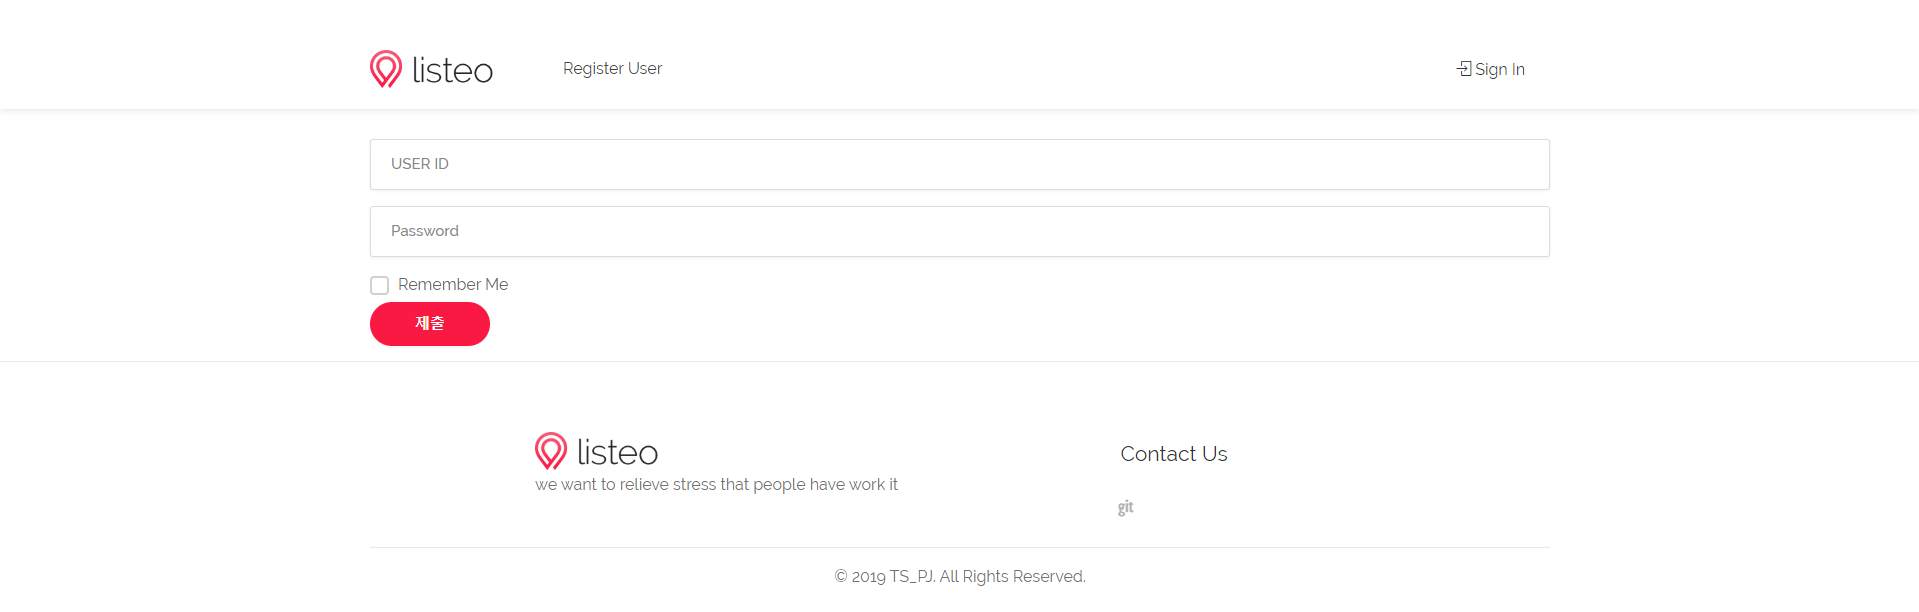 listeo
Register User
Sign In
USER ID
Password
Remember Me
제출
listeo
we want to relieve stress that people have work it
Contact Us
git
© 2019 TS_PJ. All Rights Reserved.